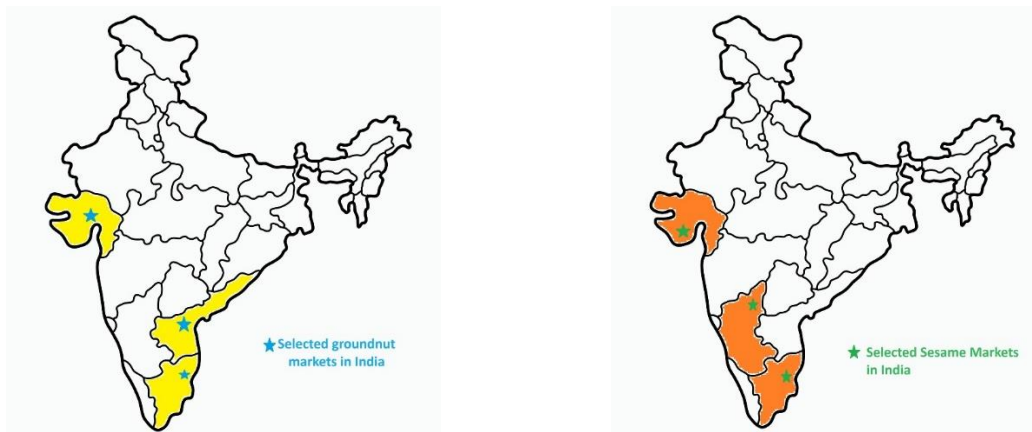 Selected groundnut
markets in India
Selected Sesame Markets
in India